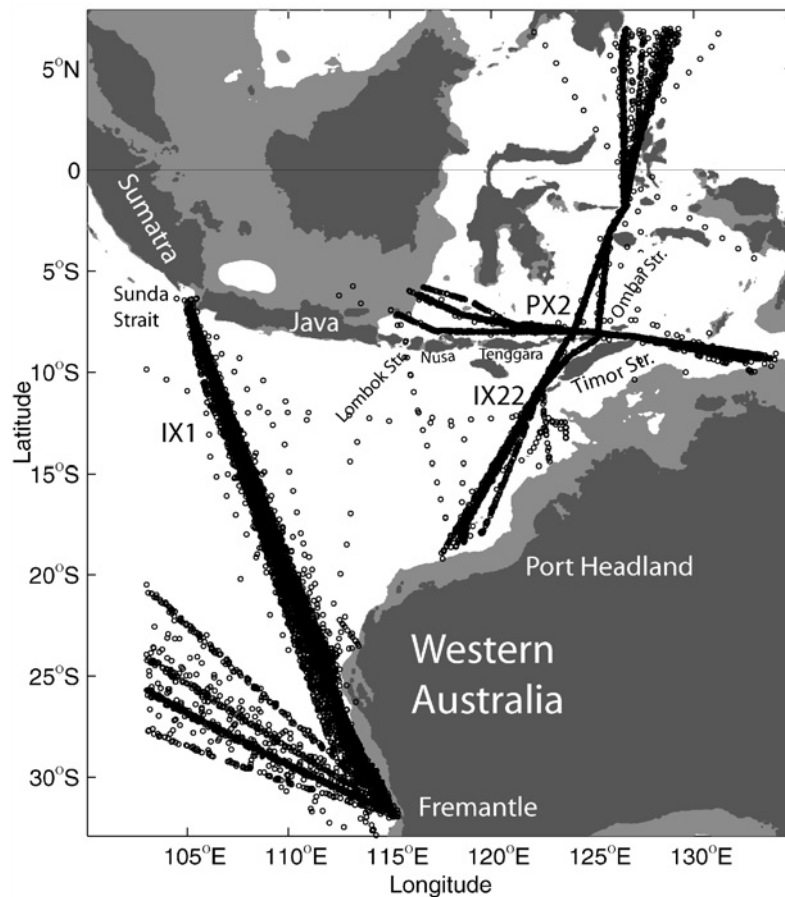 5°N
0
5°S
10°S
15°S
20°S
25°S
30°S
Latitude
105°E
110°E
115°E
120°E
125°E
130°E
Longitude
Sumatra
Sunda
Strait
Java
Lombok Str.
Nusa
Tenggara
PX2
Ombai Str.
Timor Str.
IX22
IX1
Port Headland
Western
Australia
Fremantle